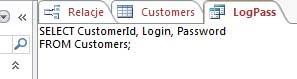 Relacje Customers LogPass
SELECT CustomerId, Login, Password
FROM Customers;